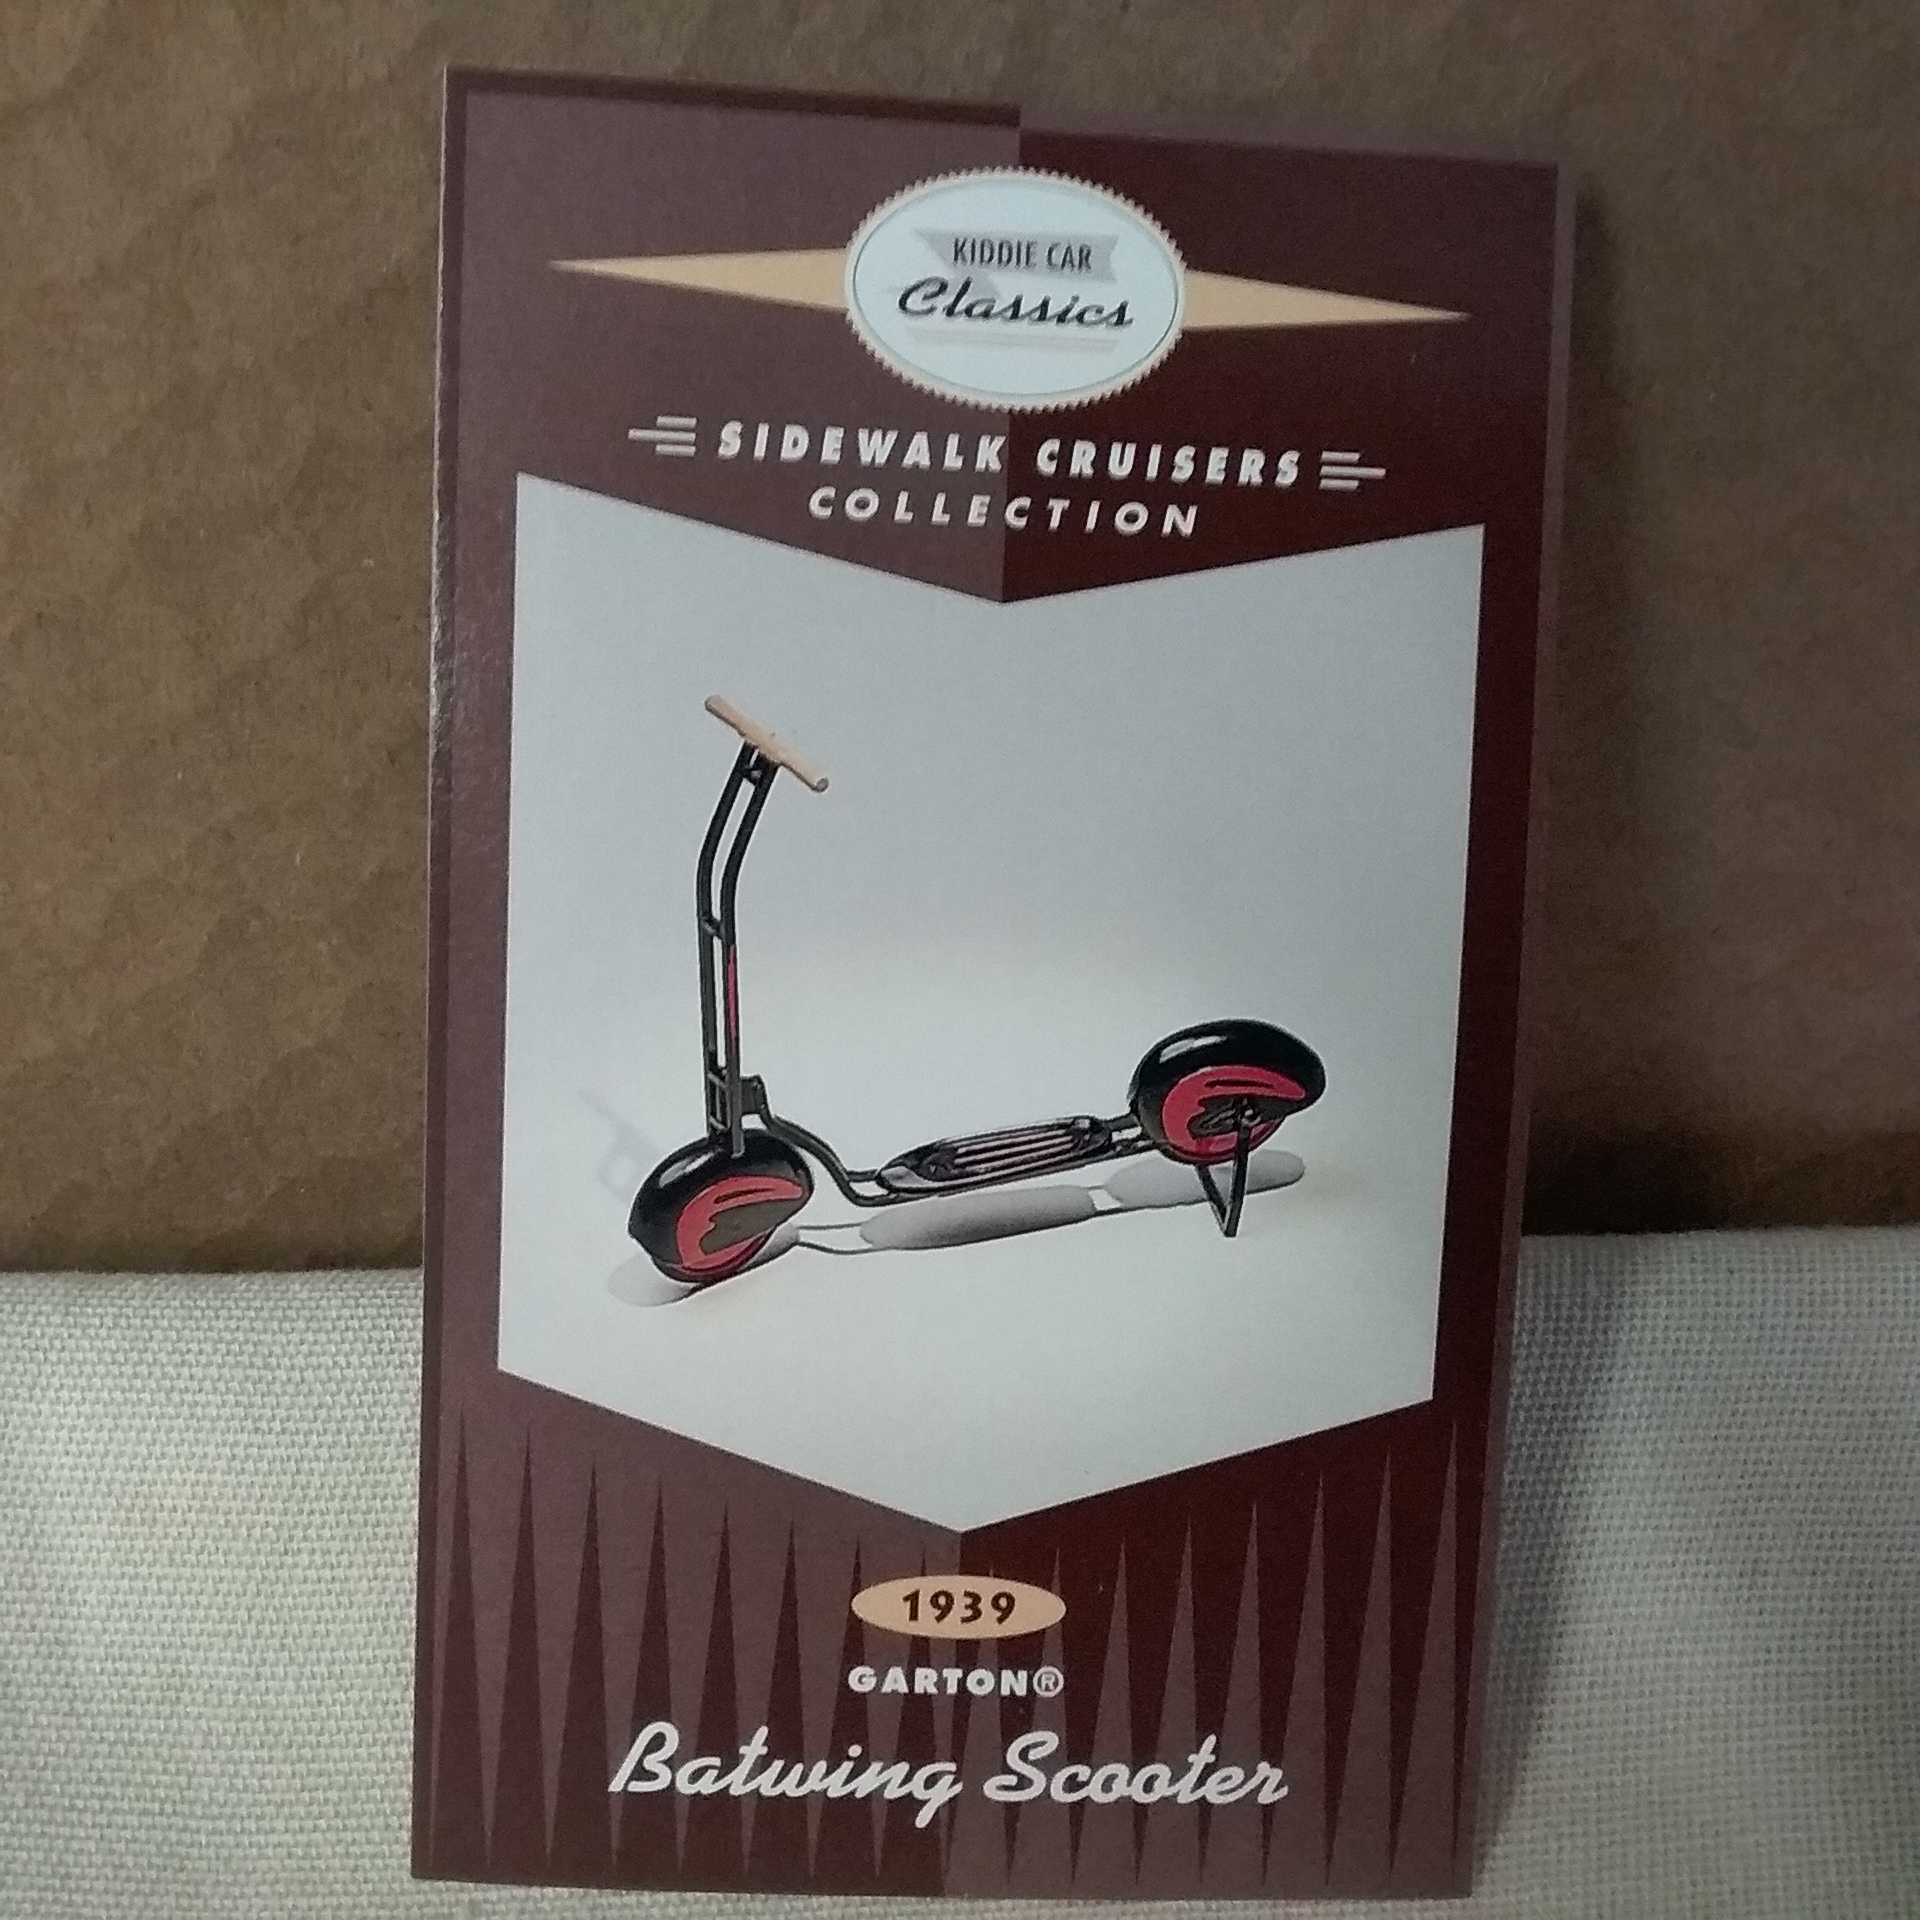 KIDDIE CAR
Classics
SIDEWALK CRUISERS
COLLECTION
1939
GARTON®
Batwing Scooter